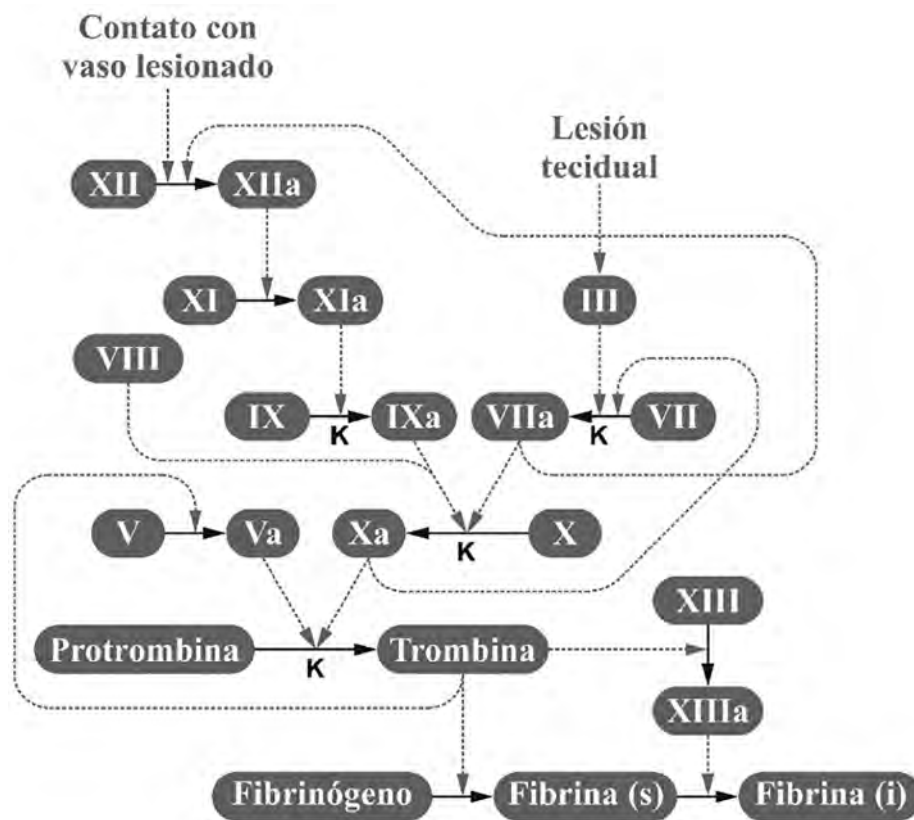 Contato con
vaso lesionado
Lesión
tecidual
XII
XIIa
XI
XIa
III
VIII
IX
K
IXa
VIIa
K
VII
V
Va
Xa
K
X
XIII
Protrombina
K
Trombina
XIIIa
Fibrinógeno
Fibrina (s)
Fibrina (i)